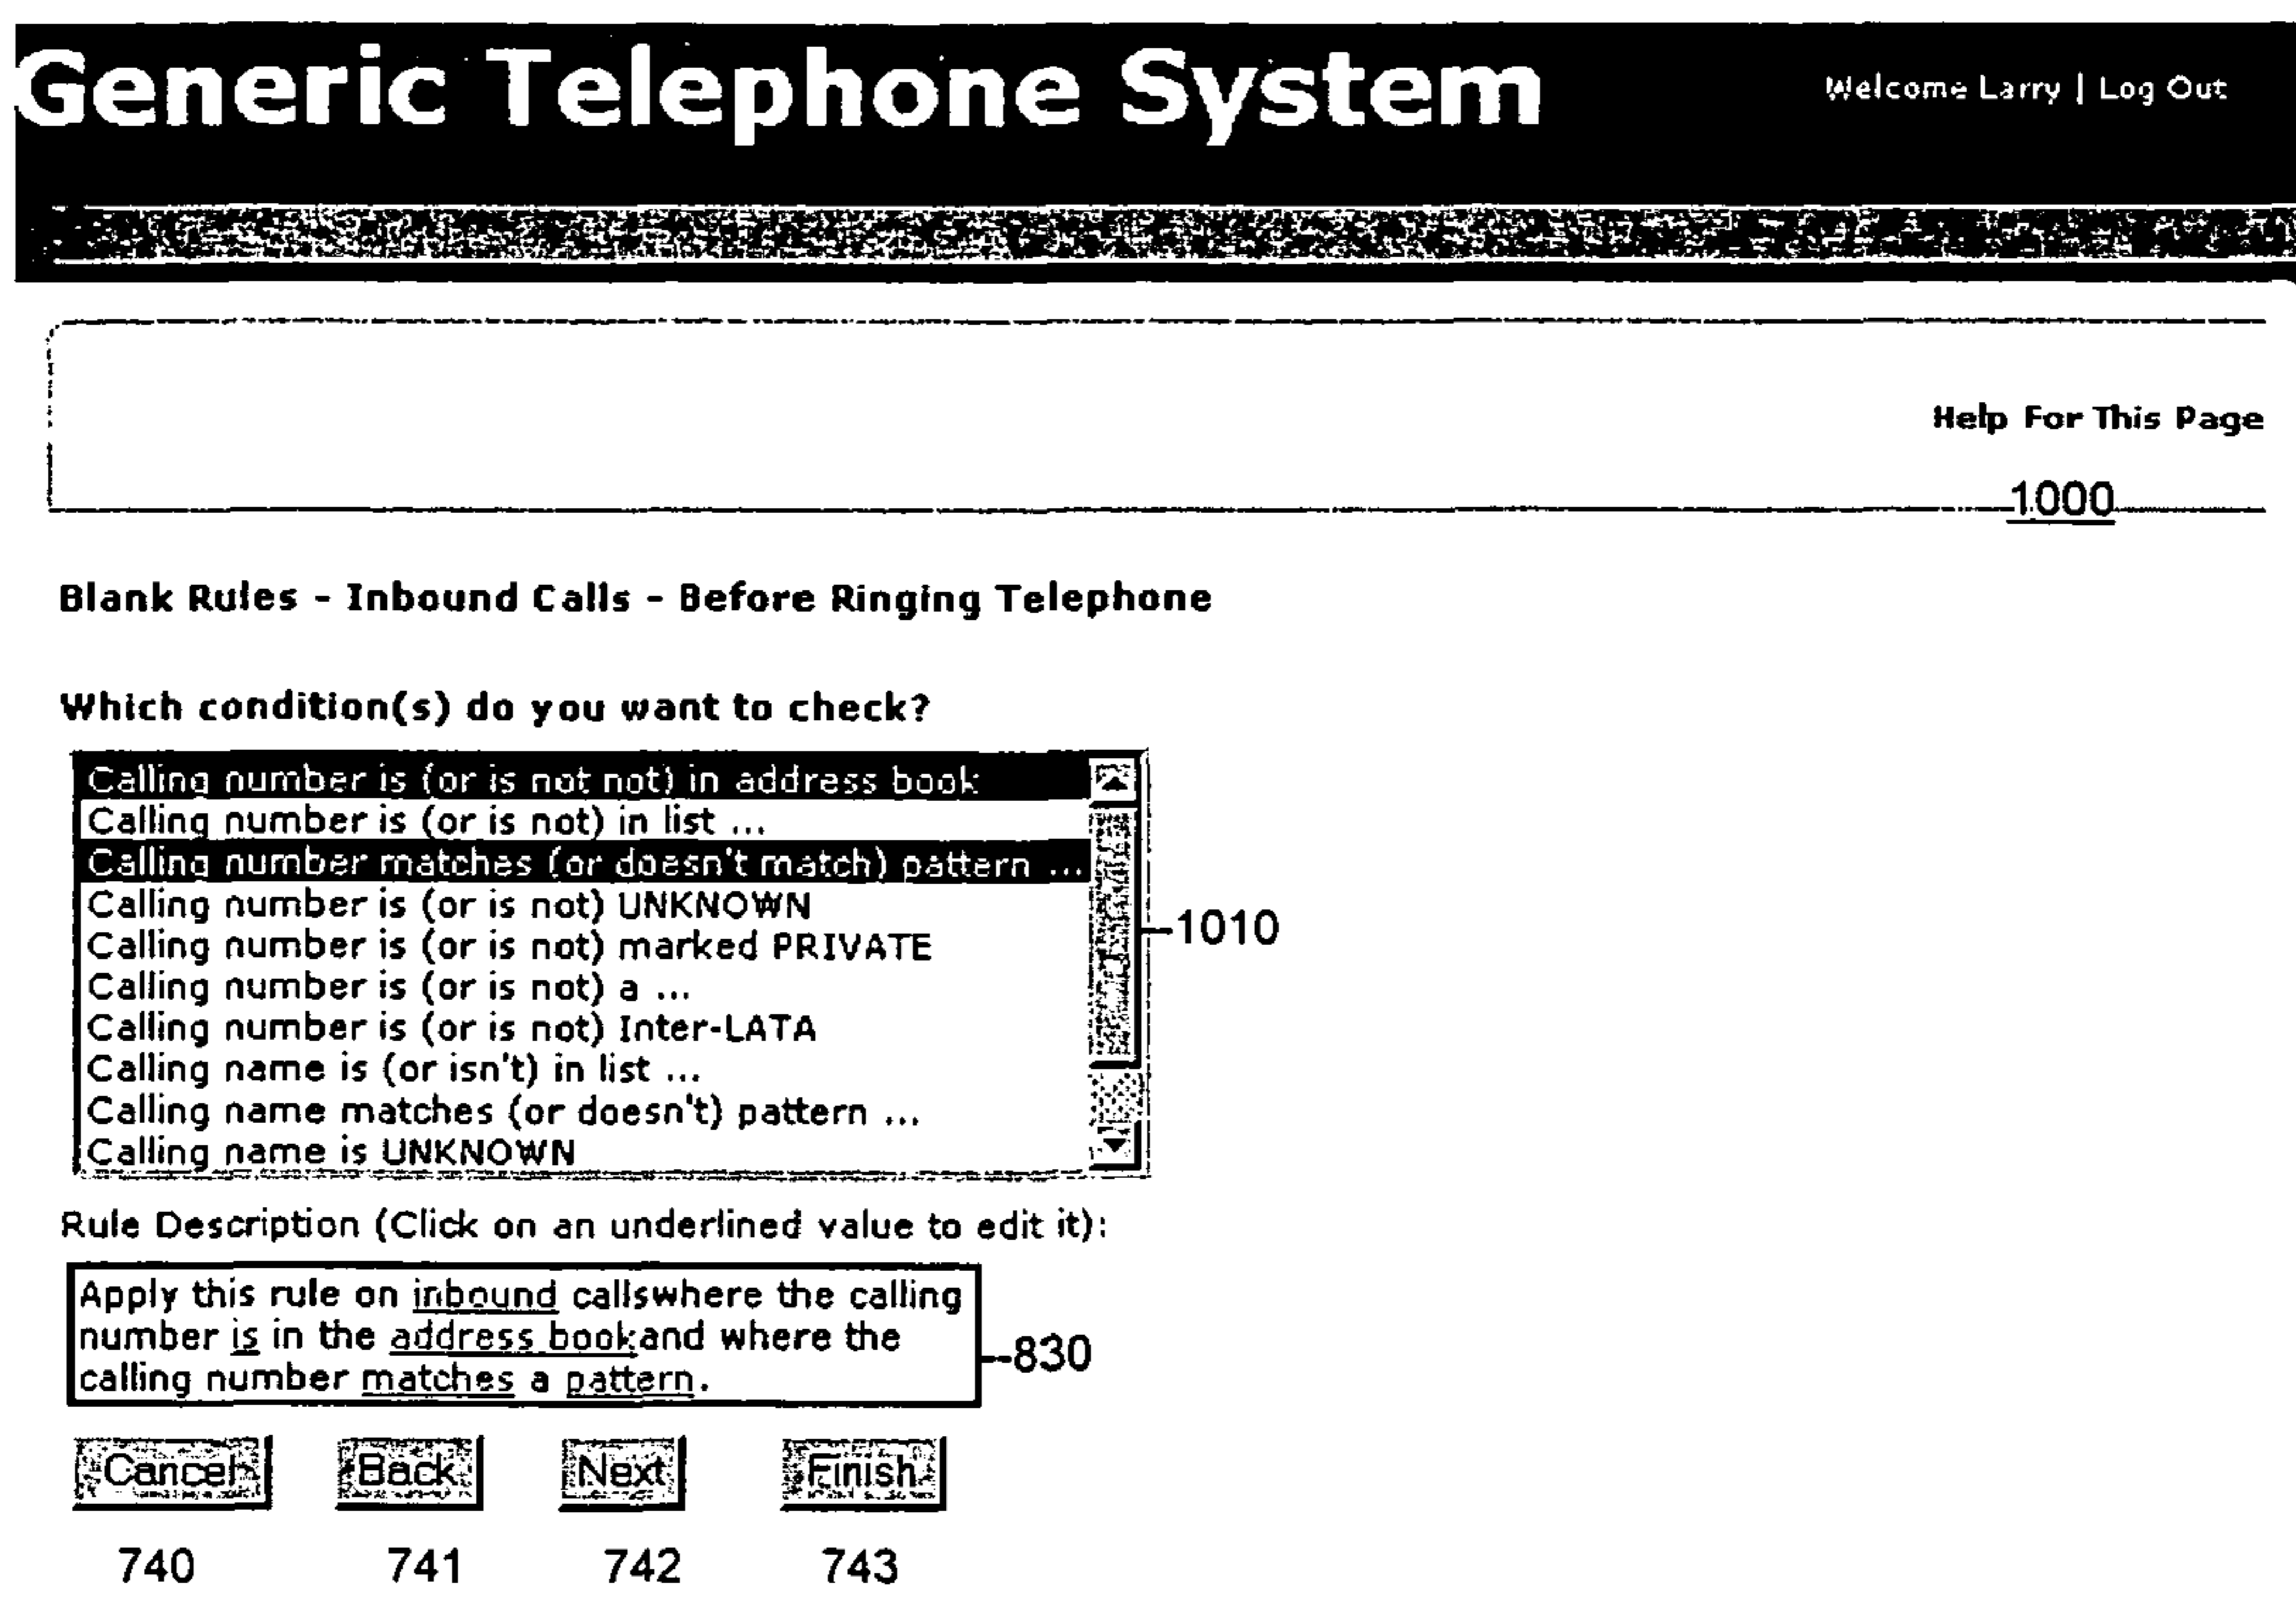 Generic Telephone System
Welcome Larry | Log Out
Help For This Page
1000
Blank Rules - Inbound Calls - Before Ringing Telephone
Which condition(s) do you want to check?
Calling number is (or is not not) in address book
Calling number is (or is not) in list ...
Calling number matches (or doesn't match) pattern ...
Calling number is (or is not) UNKNOWN
Calling number is (or is not) marked PRIVATE
Calling number is (or is not) a ...
Calling number is (or is not) Inter-LATA
Calling name is (or isn't) in list ...
Calling name matches (or doesn't) pattern ...
Calling name is UNKNOWN
1010
Rule Description (Click on an underlined value to edit it):
Apply this rule on inbound callswhere the calling
number is in the address bookand where the
calling number matches a pattern.
830
Cancel Back Next Finish
740 741 742 743